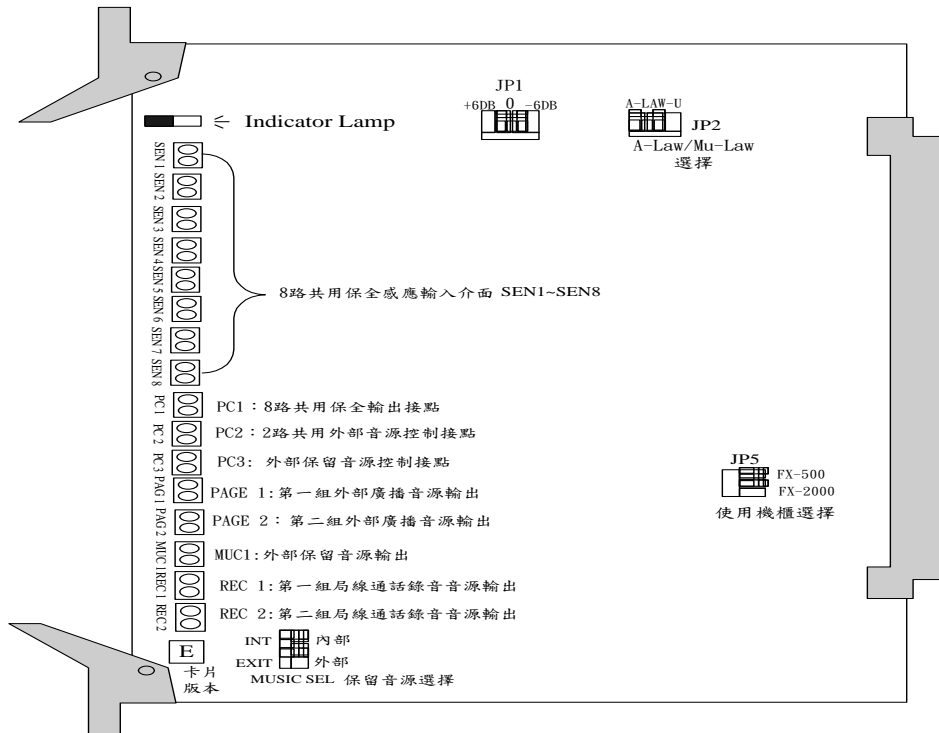 JP1
+6DB 0 -6DB
A-LAW-U
JP2
A-Law/Mu-Law
選擇
Indicator Lamp
SEN 1
SEN 2
SEN 3
SEN 4
SEN 5
SEN 6
SEN 7
SEN 8
8路共用保全感應輸入介面 SEN1~SEN8
PC 1
PC1：8路共用保全輸出接點
PC 2
PC2：2路共用外部音源控制接點
PC 3
PC3: 外部保留音源控制接點
PAG 1
PAGE 1:第一組外部廣播音源輸出
PAG 2
PAGE 2: 第二組外部廣播音源輸出
MUC 1
MUC1:外部保留音源輸出
REC 1
REC 1:第一組局線通話錄音音源輸出
REC 2
REC 2:第二組局線通話錄音音源輸出
JP5
FX-500
FX-2000
使用機櫃選擇
E
卡片
版本
INT 內部
EXIT 外部
MUSIC SEL 保留音源選擇